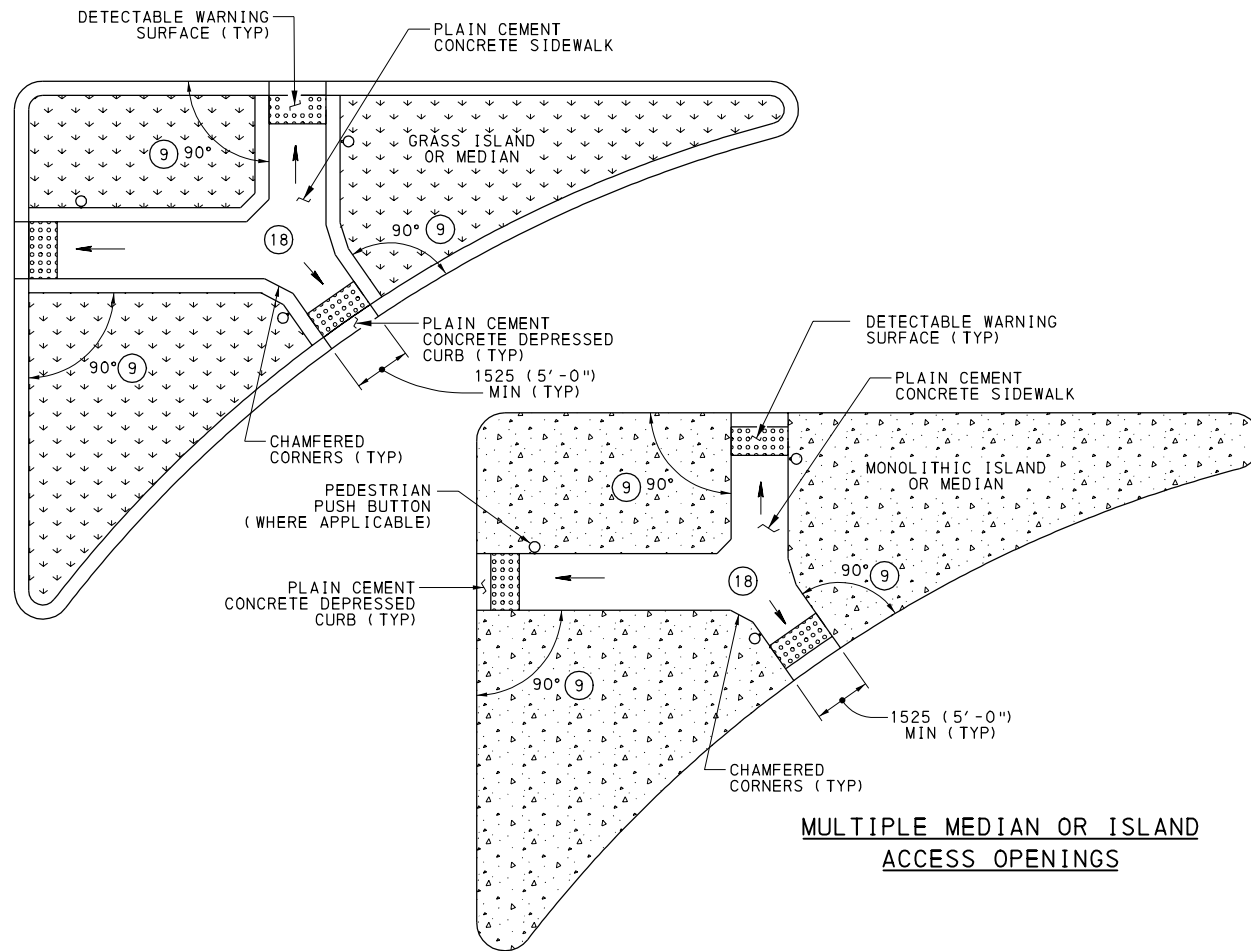 DETECTABLE WARNING
SURFACE (TYP)
PLAIN CEMENT
CONCRETE SIDEWALK
GRASS ISLAND
OR MEDIAN
9 90°
90° 9
18
90° 9
PLAIN CEMENT
CONCRETE DEPRESSED
CURB (TYP)
1525 (5'-0")
MIN (TYP)
CHAMFERED
CORNERS (TYP)
DETECTABLE WARNING
SURFACE (TYP)
PLAIN CEMENT
CONCRETE SIDEWALK
MONOLITHIC ISLAND
OR MEDIAN
PEDESTRIAN
PUSH BUTTON
(WHERE APPLICABLE)
9 90°
90° 9
18
PLAIN CEMENT
CONCRETE DEPRESSED
CURB (TYP)
90° 9
1525 (5'-0")
MIN (TYP)
CHAMFERED
CORNERS (TYP)
MULTIPLE MEDIAN OR ISLAND
ACCESS OPENINGS